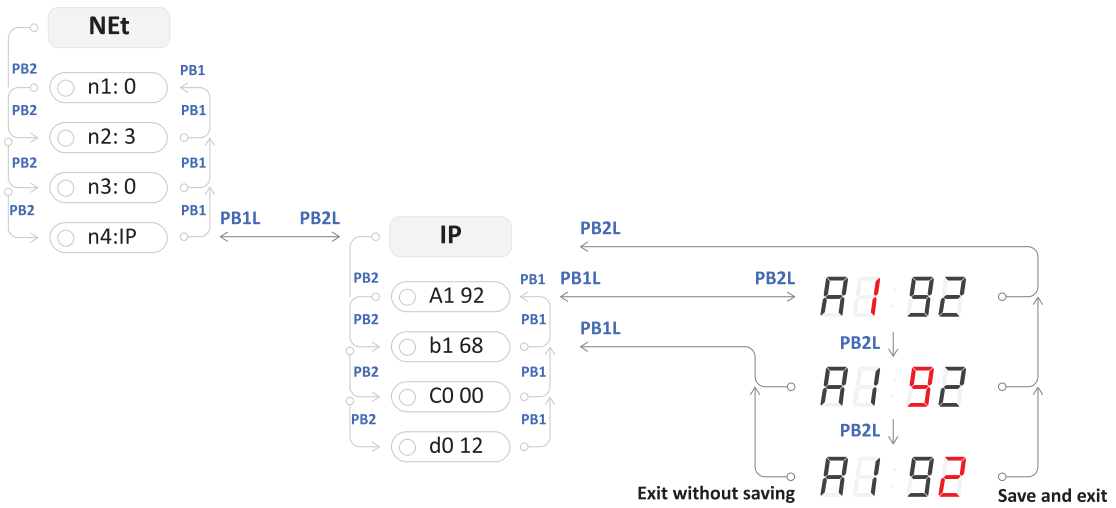 NEt
PB2
PB1
n1: 0
PB2
PB1
n2: 3
PB2
PB1
n3: 0
PB2
PB1
n4:IP
PB1L
PB2L
IP
PB2L
PB2
PB1
A1 92
PB1L
PB2L
A1 92
PB2
PB1
b1 68
PB1L
PB2L
A1 92
PB2
PB1
C0 00
PB2
PB1
PB2L
d0 12
A1 92
Exit without saving
Save and exit